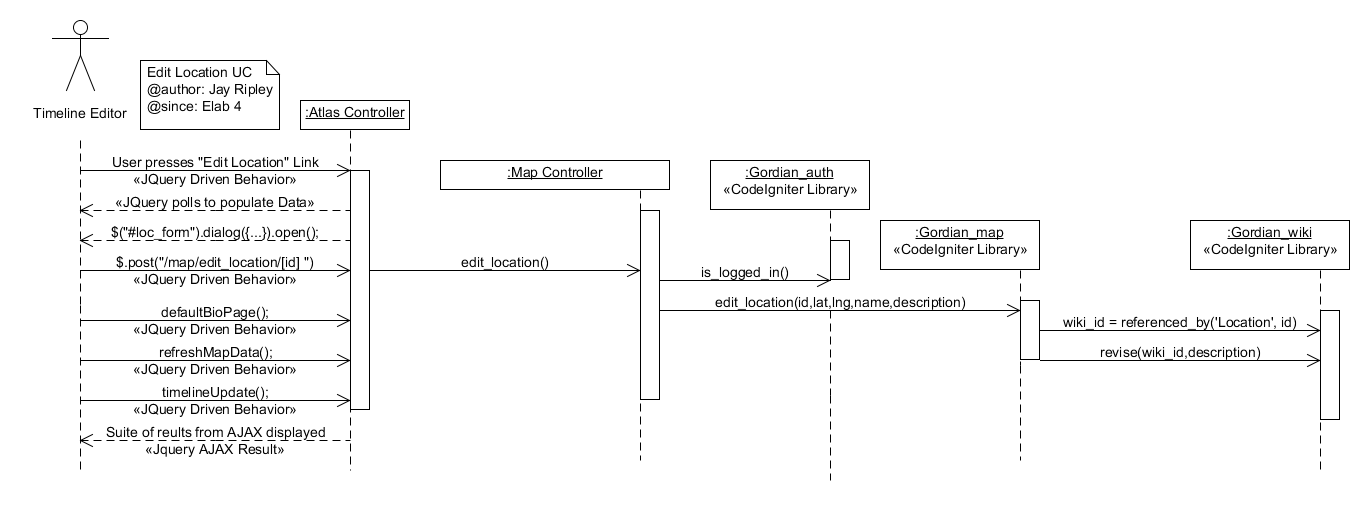 Timeline Editor
Edit Location UC
@author: Jay Ripley
@since: Elab 4
:Atlas Controller
User presses "Edit Location" Link
«JQuery Driven Behavior»
:Map Controller
:Gordian_auth
«CodeIgniter Library»
«JQuery polls to populate Data»
$("#loc_form").dialog({...}).open();
:Gordian_map
«CodeIgniter Library»
:Gordian_wiki
«CodeIgniter Library»
$.post("/map/edit_location/[id] ")
«JQuery Driven Behavior»
edit_location()
is_logged_in()
edit_location(id,lat,lng,name,description)
defaultBioPage;
«JQuery Driven Behavior»
wiki_id = referenced_by('Location', id)
refreshMapData();
«JQuery Driven Behavior»
revise(wiki_id,description)
timelineUpdate();
«JQuery Driven Behavior»
Suite of reults from AJAX displayed
«Jquery AJAX Result»